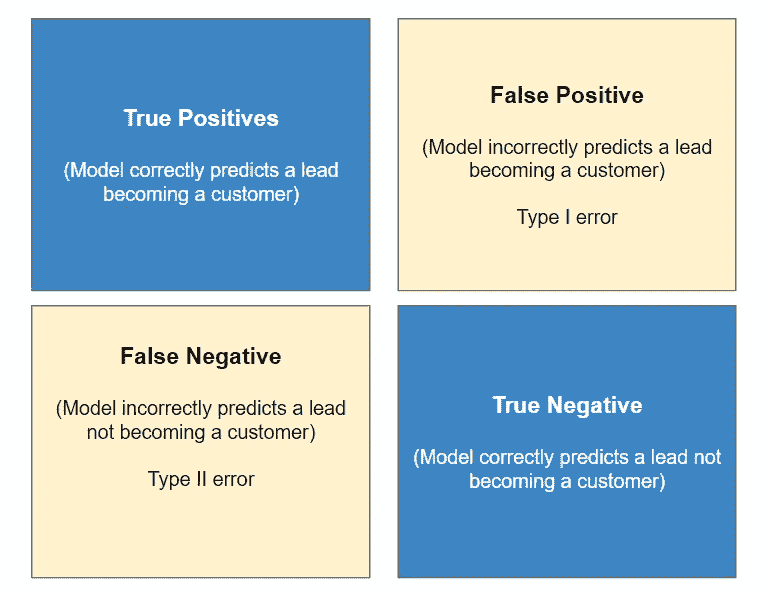 True Positives
(Model correctly predicts a lead
becoming a customer)
False Positive
(Model incorrectly predicts a lead
becoming a customer)
Type I error
False Negative
(Model incorrectly predicts a lead
not becoming a customer)
Type II error
True Negative
(Model correctly predicts a lead not
becoming a customer)